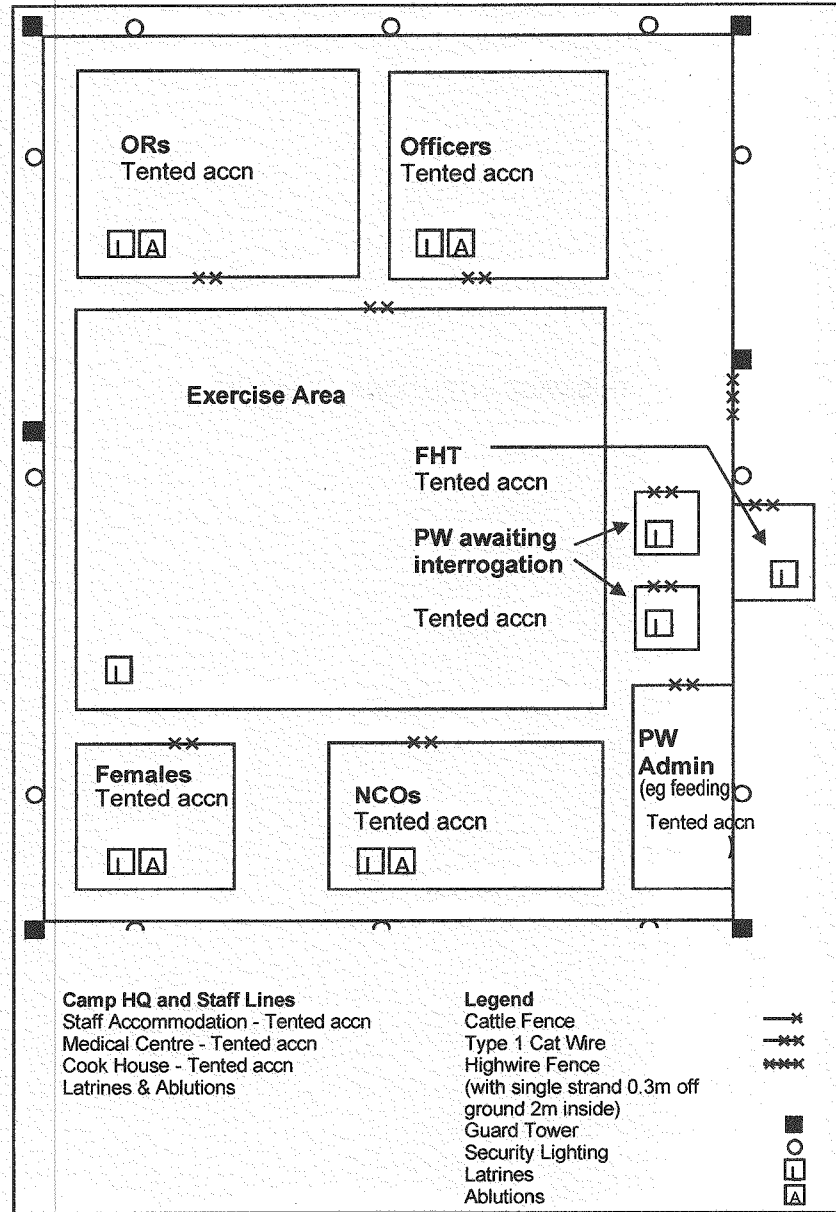 ORs
Tented accn
L A
Officers
Tented accn
L A
Exercise Area
FHT
Tented accn
L
PW awaiting
interrogation
L
L
Tented accn
L
PW
Admin
(eg feeding)
Tented accn
Females
Tented accn
L A
NCOs
Tented accn
L A
Camp HQ and Staff Lines
Staff Accommodation - Tented accn
Medical Centre - Tented accn
Cook House - Tented accn
Latrines & Ablutions
Legend
Cattle Fence
Type 1 Cat Wire
Highwire Fence
(with single strand 0.3m off
ground 2m inside)
Guard Tower
Security Lighting
Latrines L
Ablutions A